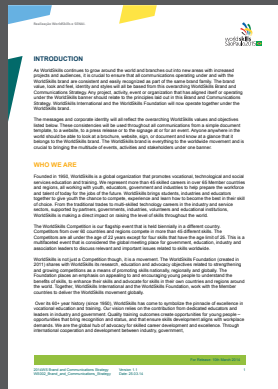 worldskills
São Paulo2015
INTRODUCTION
As WorldSkills continues to grow around the world and branches out into new areas with increased
projects and audiences, it is crucial to ensure that all communications operating under and with the
WorldSkills brand are consistent and easily recognized as part of the same brand family. The brand
value, look and feel, identity and styles will all be based from this overarching WorldSkills Brand and
Communications Strategy. Any project, activity, event or organization that has aligned itself or operating
under the WorldSkills banner should relate to the principles laid out in this Brand and Communications
Strategy. WorldSkills International and the WorldSkills Foundation will now operate together under the
WorldSkills brand.
The messages and corporate identity will all reflect the overarching WorldSkills values and objectives
listed below. These consistencies will be used throughout all communications from a simple document
template, to a website, to a press release or to the signage at or for an event. Anyone anywhere in the
world should be able to look at a brochure, website, sign, or document and know at a glance that it
belongs to the WorldSkills brand. The WorldSkills brand is everything to the worldwide movement and is
crucial to bringing the multitude of events, activities and stakeholders under one banner.
WHO WE ARE
Founded in 1950, WorldSkills is a global organization that promotes vocational, technological and social
services education and training. We represent more than 45 skilled careers in over 65 Member countries
and regions, all working with youth, educators, government and industries to help prepare the workforce
and talent of today for the jobs of the future. WorldSkills brings students, industries and educators
together to give youth the chance to compete, experience and learn how to become the best in their skill
of choice. From the traditional trades to multi-skilled technology careers in the industry and service
sectors, supported by partners, governments, industries, volunteers and educational institutions,
WorldSkills is making a direct impact on raising the level of skills throughout the world.
The WorldSkills Competition is our flagship event that is held biennially in a different country.
Competitors from over 60 countries and regions compete in more than 45 different skills. The
Competitors are all under the age of 22 years except for four skills that have the age limit of 25. This is a
multifaceted event that is considered the global meeting place for government, education, industry and
association leaders to discuss relevant and important issues related to skills worldwide.
WorldSkills is not just a Competition though, it is a movement. The WorldSkills Foundation (created in
2011) shares with WorldSkills its research, education and advocacy objectives related to strengthening
and growing competitions as a means of promoting skills nationally, regionally and globally. The
Foundation places an emphasis on appealing to and encouraging young people to understand the
benefits of skills, to enhance their skills and advocate for skills in their own countries and regions around
the world. Together, WorldSkills International and the WorldSkills Foundation, work with the Member
countries to deliver the WorldSkills movement globally.
Over its 60+ year history (since 1950), WorldSkills has come to symbolize the pinnacle of excellence in
vocational education and training. Our vision relies on the contribution from dedicated education and
leaders in industry and government. Quality training outcomes create opportunities for young people –
opportunities that bring recognition and status, and that ensure skills development aligns with workplace
demands. We are the global hub of advocacy for skilled career development and excellence. Through
international cooperation and development between industry, government,
For Release: 10th March 2014
Brand and Communications Strategy Version: 1.1 1
Brand_and_Communications_Strategy Date: